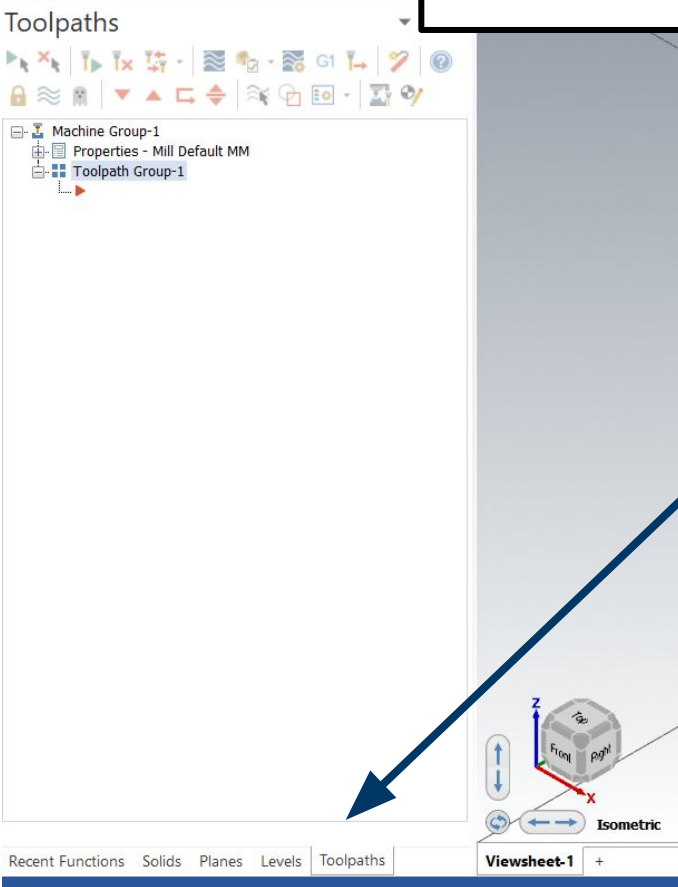 Toolpaths
G1
Machine Group-1
Properties - Mill Default MM
Toolpath Group-1
Z
Top
Front Right
X
Isometric
Recent Functions Solids Planes Levels Toolpaths Viewsheet-1 +